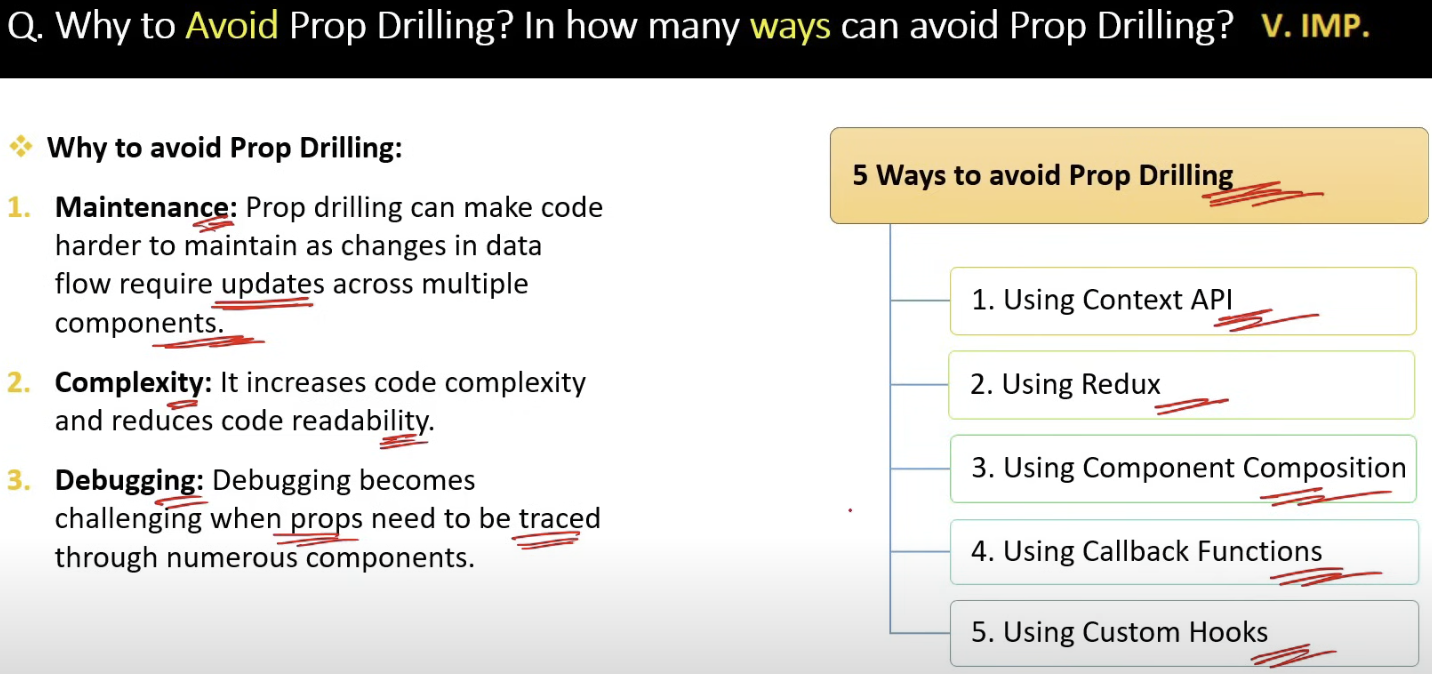 Q. Why to Avoid Prop Drilling? In how many ways can avoid Prop Drilling? V. IMP.
Why to avoid Prop Drilling:
1. Maintenance: Prop drilling can make code
harder to maintain as changes in data
flow require updates across multiple
components.
2. Complexity: It increases code complexity
and reduces code readability.
3. Debugging: Debugging becomes
challenging when props need to be traced
through numerous components.
5 Ways to avoid Prop Drilling
1. Using Context API
2. Using Redux
3. Using Component Composition
4. Using Callback Functions
5. Using Custom Hooks